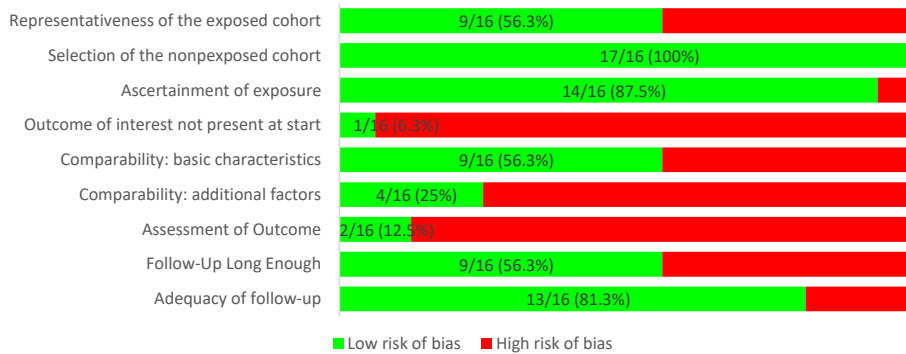 Representativeness of the exposed cohort 9/16 (56.3%)
Selection of the nonpexposed cohort 17/16 (100%)
Ascertainment of exposure 14/16 (87.5%)
Outcome of interest not present at start 1/16 (6.3%)
Comparability: basic characteristics 9/16 (56.3%)
Comparability: additional factors 4/16 (25%)
Assessment of Outcome 2/16 (12.5%)
Follow-Up Long Enough 9/16 (56.3%)
Adequacy of follow-up 13/16 (81.3%)
Low risk of bias High risk of bias